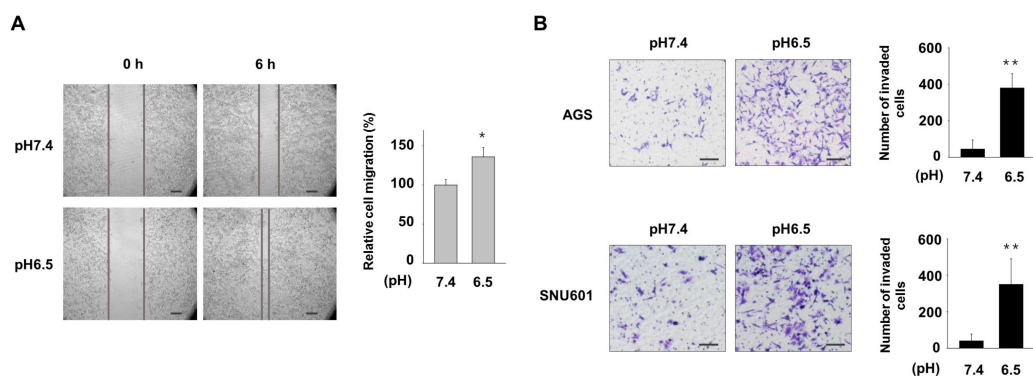 A
0 h
6 h
pH7.4
pH6.5
Relative cell migration (%)
150
100
50
0
*
(pH)
7.4
6.5
B
pH7.4
pH6.5
AGS
Number of invaded
cells
600
400
200
0
**
(pH)
7.4
6.5
pH7.4
pH6.5
SNU601
Number of invaded
cells
600
400
200
0
**
(pH)
7.4
6.5